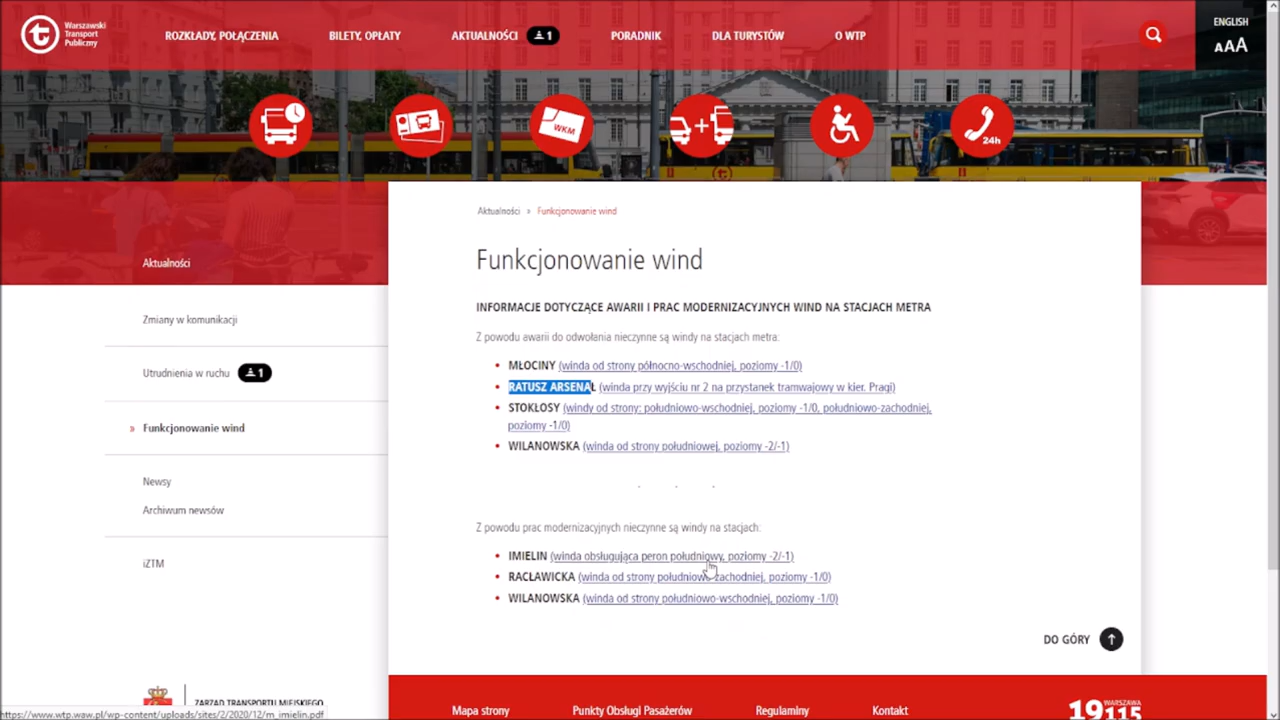 Warszawski
Transport
Publiczny
ROZKŁADY, POŁĄCZENIA
BILETY, OPŁATY
AKTUALNOŚCI 1
PORADNIK
DLA TURYSTÓW
O WTP
ENGLISH
AAA
WKM
24h
Aktualności
Zmiany w komunikacji
Utrudnienia w ruchu 1
» Funkcjonowanie wind
Newsy
Archiwum newsów
iZTM
ZARZĄD TRANSPORTU MIEJSKIEGO
Aktualności » Funkcjonowanie wind
Funkcjonowanie wind
INFORMACJE DOTYCZĄCE AWARII I PRAC MODERNIZACYJNYCH WIND NA STACJACH METRA
Z powodu awarii do odwołania nieczynne są windy na stacjach metra:
• MŁOCINY (winda od strony północno-wschodniej, poziomy -1/0)
• RATUSZ ARSENAŁ (winda przy wyjściu nr 2 na przystanek tramwajowy w kier. Pragi)
• STOKŁOSY (windy od strony: południowo-wschodniej, poziomy -1/0, południowo-zachodniej,
poziomy -1/0)
• WILANOWSKA (winda od strony południowej, poziomy -2/-1)
. . .
Z powodu prac modernizacyjnych nieczynne są windy na stacjach:
• IMIELIN (winda obsługująca peron południowy, poziomy -2/-1)
• RACŁAWICKA (winda od strony południowo-zachodniej, poziomy -1/0)
• WILANOWSKA (winda od strony południowo-wschodniej, poziomy -1/0)
DO GÓRY
Mapa strony
Punkty Obsługi Pasażerów
Regulaminy
Kontakt
WARSZAWA
19115
https://www.wtp.waw.pl/wp-content/uploads/sites/2/2020/12/m_imielin.pdf